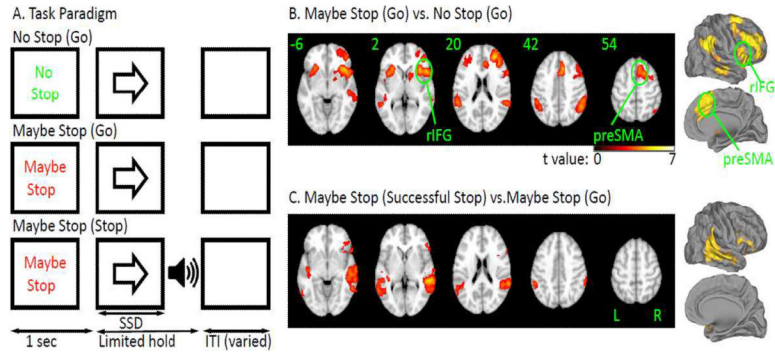 A. Task Paradigm
No Stop (Go)
No
Stop
Maybe Stop (Go)
Maybe
Stop
Maybe Stop (Stop)
Maybe
Stop
SSD
1 sec
Limited hold
ITI (varied)
B. Maybe Stop (Go) vs. No Stop (Go)
-6
2
20
42
54
rIFG
preSMA
t value: 0
7
rIFG
preSMA
C. Maybe Stop (Successful Stop) vs.Maybe Stop (Go)
L
R